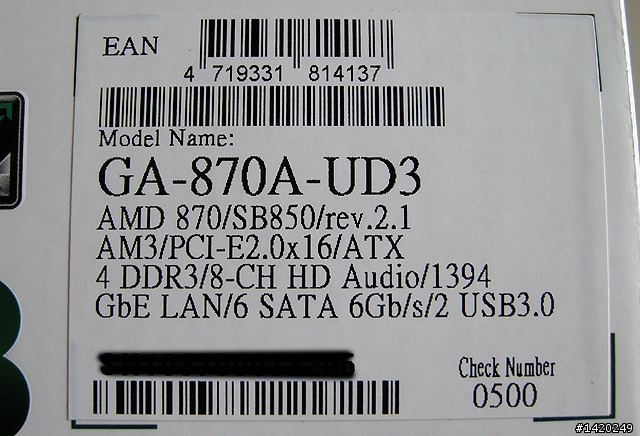 EAN
4 719331 814137
Model Name:
GA-870A-UD3
AMD 870/SB850/rev.2.1
AM3/PCI-E2.0x16/ATX
4 DDR3/8-CH HD Audio/1394
GbE LAN/6 SATA 6Gb/s/2 USB3.0
Check Number
0500
#1420249